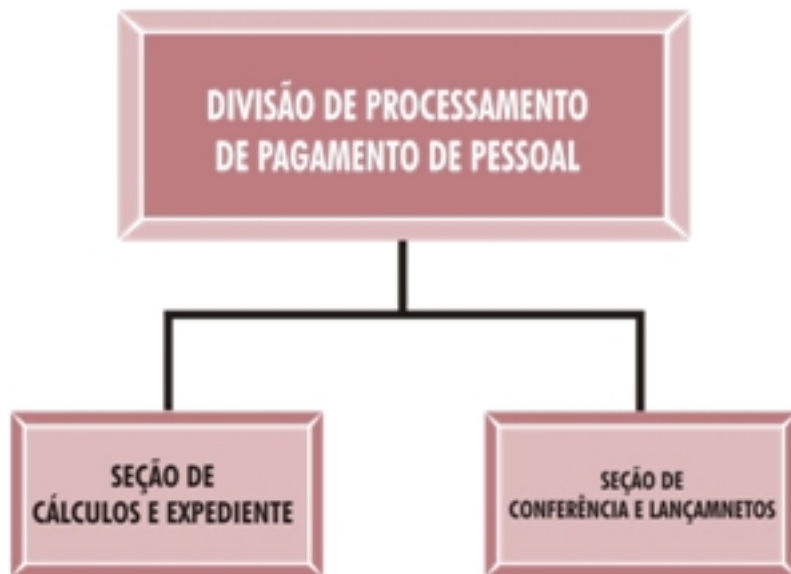 DIVISÃO DE PROCESSAMENTO
DE PAGAMENTO DE PESSOAL
SEÇÃO DE
CÁLCULOS E EXPEDIENTE
SEÇÃO DE
CONFERÊNCIA E LANÇAMNETOS